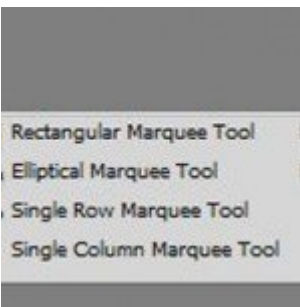 Rectangular Marquee Tool
Elliptical Marquee Tool
Single Row Marquee Tool
Single Column Marquee Tool